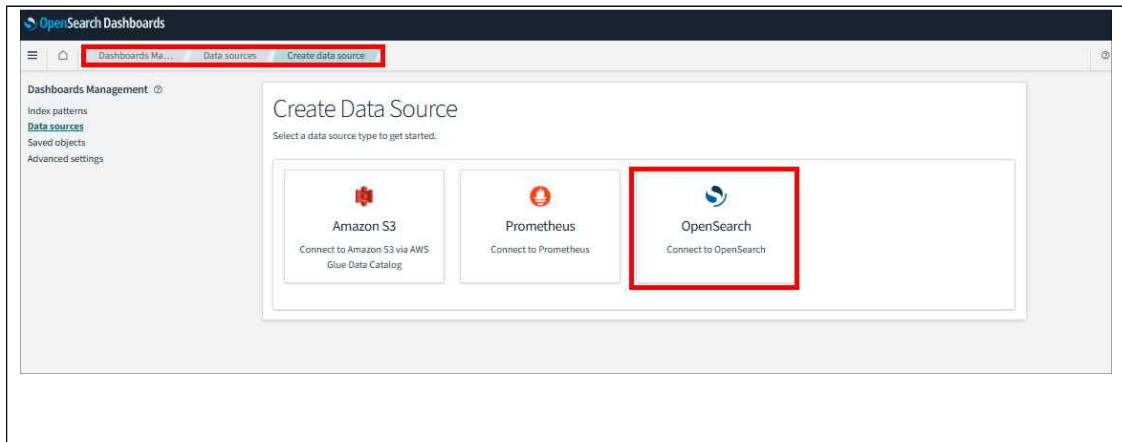 OpenSearch Dashboards
Dashboards Ma... Data sources Create data source
Dashboards Management
Index patterns
Data sources
Saved objects
Advanced settings
Create Data Source
Select a data source type to get started.
Amazon S3
Connect to Amazon S3 via AWS
Glue Data Catalog
Prometheus
Connect to Prometheus
OpenSearch
Connect to OpenSearch